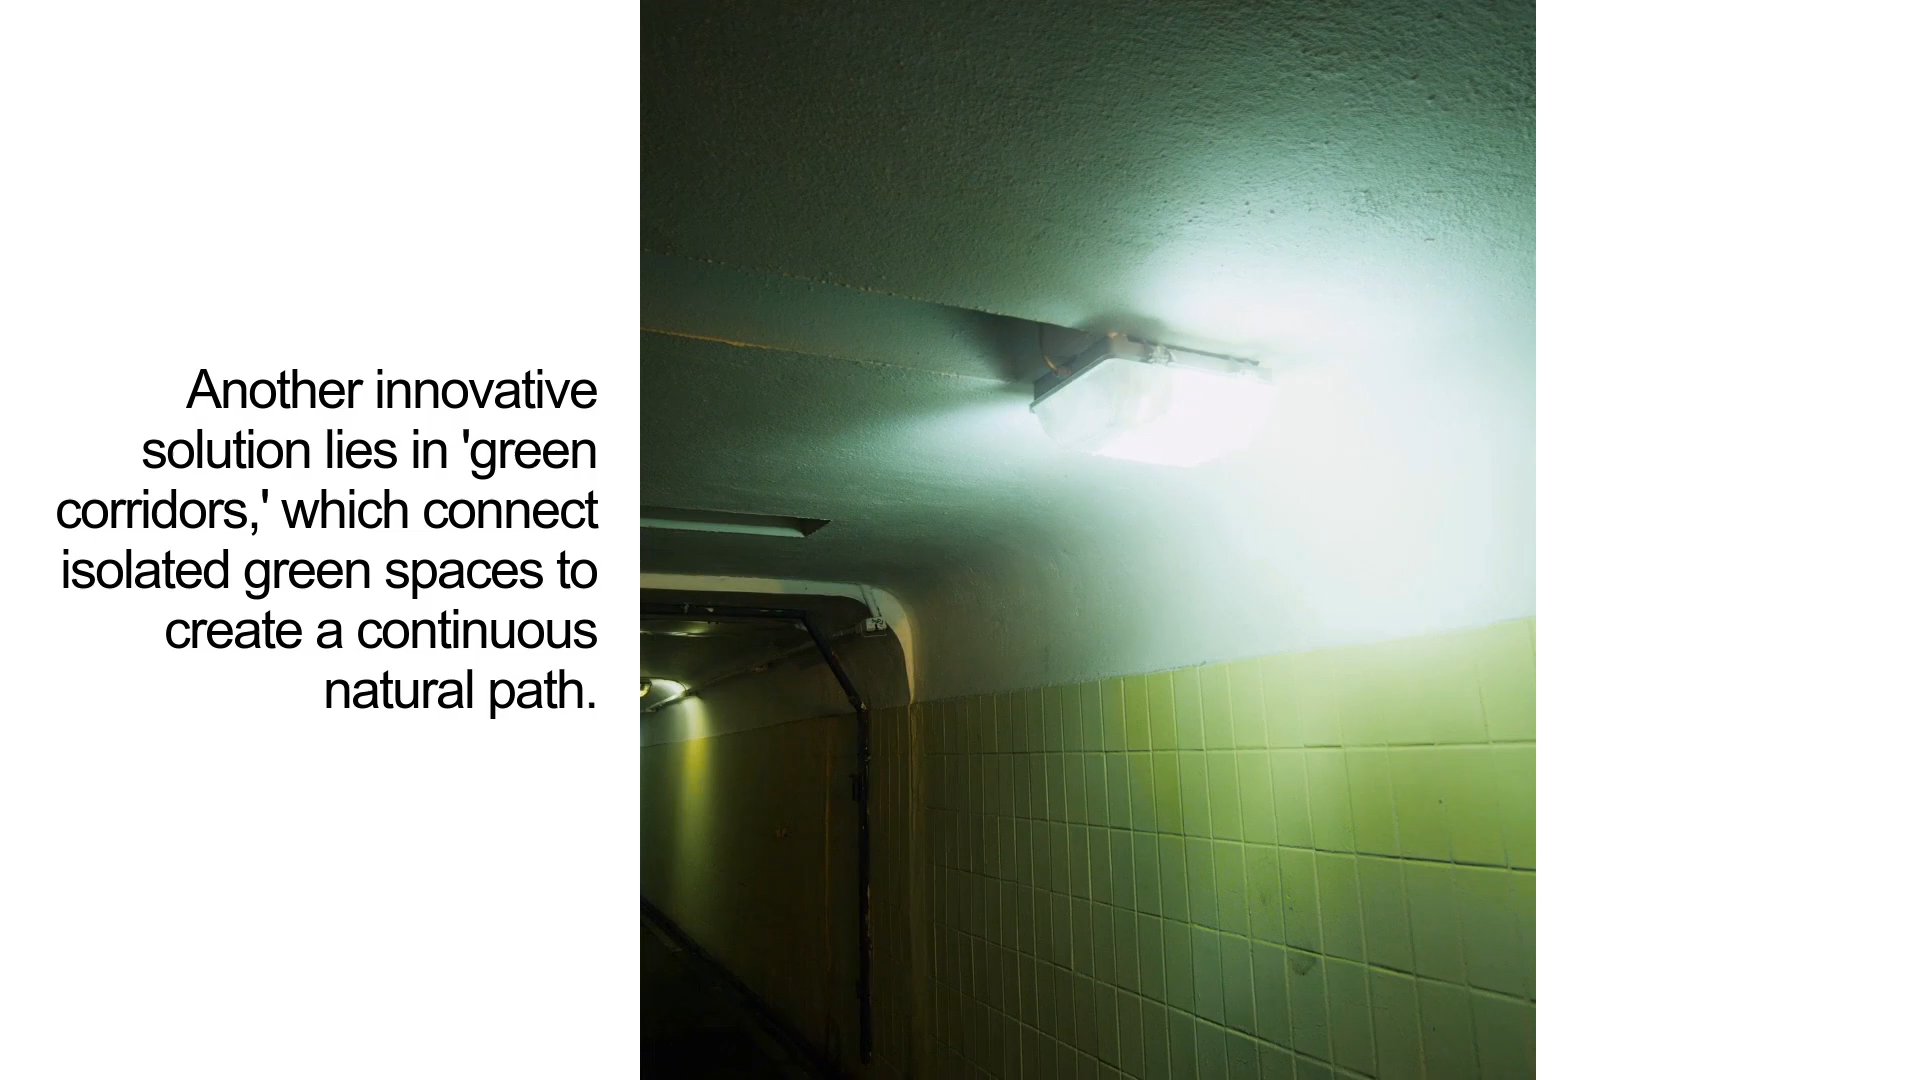 Another innovative
solution lies in 'green
corridors,' which connect
isolated green spaces to
create a continuous
natural path.